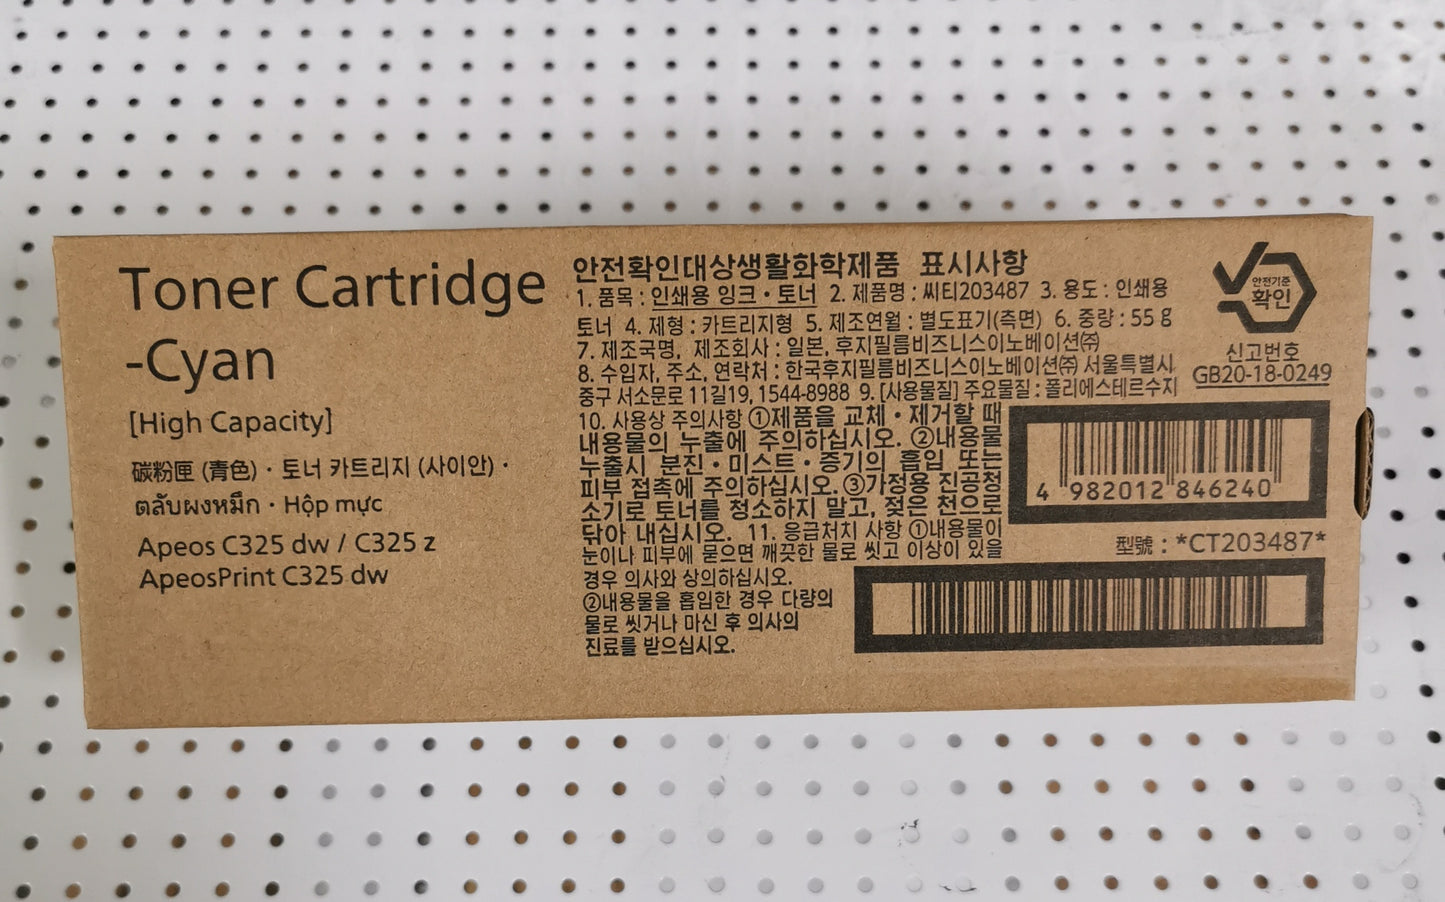 Toner Cartridge
-Cyan
[High Capacity]
碳粉匣 (青色)・토너 카트리지 (사이안)・
ตลับผงหมึก・Hộp mực
Apeos C325 dw / C325 z
ApeosPrint C325 dw
안전확인대상생활화학제품 표시사항
1. 품목 : 인쇄용 잉크・토너 2. 제품명 : 씨티203487 3. 용도 : 인쇄용
토너 4. 제형 : 카트리지형 5. 제조연월 : 별도표기(측면) 6. 중량 : 55 g
7. 제조국명, 제조회사 : 일본, 후지필름비즈니스이노베이션㈜
8. 수입자, 주소, 연락처 : 한국후지필름비즈니스이노베이션㈜ 서울특별시
중구 서소문로 11길19, 1544-8988 9. [사용물질] 주요물질 : 폴리에스테르수지
10. 사용상 주의사항 ①제품을 교체・제거할 때
내용물의 누출에 주의하십시오. ②내용물
누출시 분진・미스트・증기의 흡입 또는
피부 접촉에 주의하십시오. ③가정용 진공청
소기로 토너를 청소하지 말고, 젖은 천으로
닦아 내십시오. 11. 응급처치 사항 ①내용물이
눈이나 피부에 묻으면 깨끗한 물로 씻고 이상이 있을
경우 의사와 상의하십시오.
②내용물을 흡입한 경우 다량의
물로 씻거나 마신 후 의사의
진료를 받으십시오.
안전기준
확인
신고번호
GB20-18-0249
4 982012 846240
型號 : *CT203487*